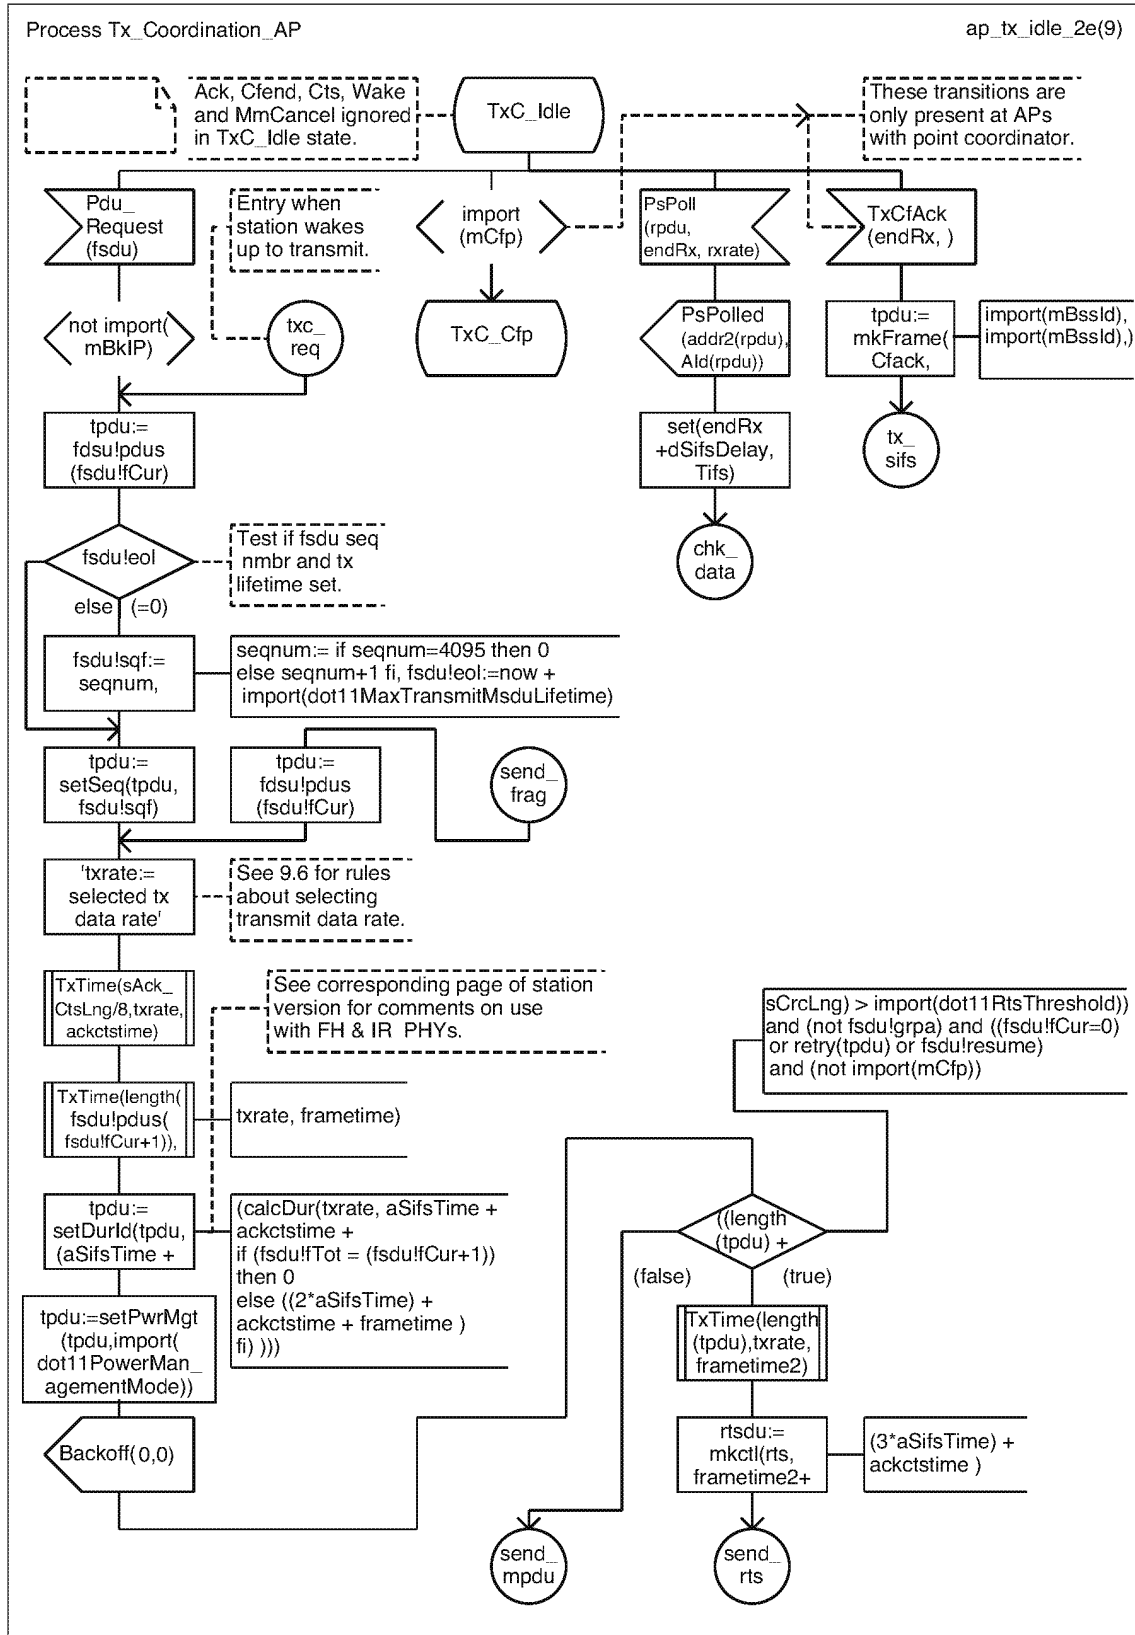 Process Tx_Coordination_AP
ap_tx_idle_2e(9)
Ack, Cfend, Cts, Wake
and MmCancel ignored
in TxC_Idle state.
TxC_Idle
These transitions are
only present at APs
with point coordinator.
Pdu_
Request
(fsdu)
Entry when
station wakes
up to transmit.
import
(mCfp)
PsPoll
(rpdu,
endRx, rxrate)
TxCfAck
(endRx, )
not import(
mBkIP)
txc_
req
TxC_Cfp
PsPolled
(addr2(rpdu),
AId(rpdu))
tpdu:=
mkFrame(
Cfack,
import(mBssId),
import(mBssId),)
tpdu:=
fdsu!pdus
(fsdu!fCur)
set(endRx
+dSifsDelay,
Tifs)
tx_
sifs
fsdu!eol
Test if fsdu seq
nmbr and tx
lifetime set.
chk_
data
else (=0)
fsdu!sqf:=
seqnum,
seqnum:= if seqnum=4095 then 0
else seqnum+1 fi, fsdu!eol:=now +
import(dot11MaxTransmitMsduLifetime)
tpdu:=
setSeq(tpdu,
fsdu!sqf)
tpdu:=
fdsu!pdus
(fsdu!fCur)
send_
frag
'txrate:=
selected tx
data rate'
See 9.6 for rules
about selecting
transmit data rate.
TxTime(sAck_
CtsLng/8,txrate,
ackctstime)
See corresponding page of station
version for comments on use
with FH & IR PHYs.
sCrcLng) > import(dot11RtsThreshold))
and (not fsdu!grpa) and ((fsdu!fCur=0)
or retry(tpdu) or fsdu!resume)
and (not import(mCfp))
TxTime(length(
fsdu!pdus(
fsdu!fCur+1)),
txrate, frametime)
tpdu:=
setDurId(tpdu,
(aSifsTime +
(calcDur(txrate, aSifsTime +
ackctstime +
if (fsdu!fTot = (fsdu!fCur+1))
then 0
else ((2*aSifsTime) +
ackctstime + frametime )
fi) )))
((length
(tpdu) +
(false)
(true)
tpdu:=setPwrMgt
(tpdu,import(
dot11PowerMan_
agementMode))
TxTime(length
(tpdu),txrate,
frametime2)
Backoff(0,0)
rtsdu:=
mkctl(rts,
frametime2+
(3*aSifsTime) +
ackctstime )
send_
mpdu
send_
rts